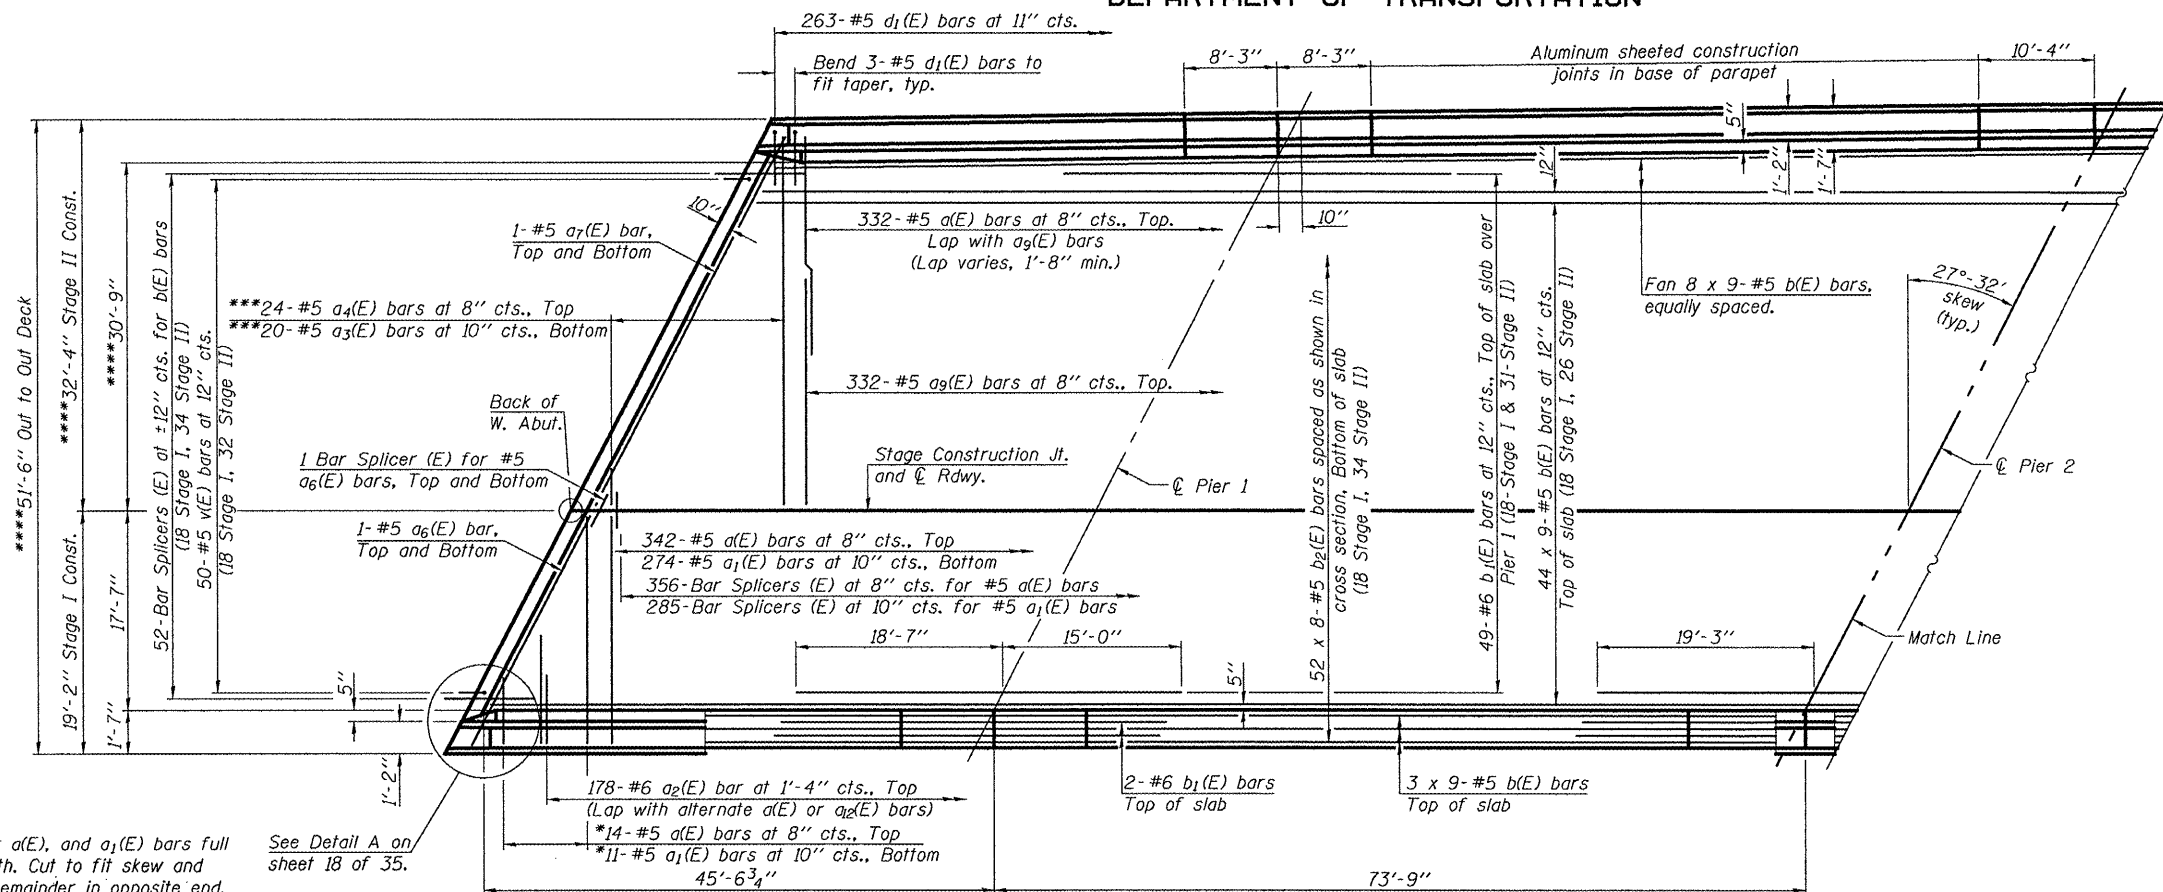 DEPARTMENT OF TRANSPORTATION
263-#5 d1(E) bars at 11" cts.
Bend 3-#5 d1(E) bars to
fit taper, typ.
8'-3"
8'-3"
Aluminum sheeted construction
joints in base of parapet
10'-4"
5"
12"
1'-2"
1'-7"
10"
1-#5 a7(E) bar,
Top and Bottom
332-#5 a(E) bars at 8" cts., Top.
Lap with a9(E) bars
(Lap varies, 1'-8" min.)
10"
27°-32'
skew
(typ.)
Fan 8 x 9-#5 b(E) bars,
equally spaced.
***24-#5 a4(E) bars at 8" cts., Top
***20-#5 a3(E) bars at 10" cts., Bottom
****51'-6" Out to Out Deck
****32'-4" Stage II Const.
****30'-9"
52-Bar Splicers (E) at ±12" cts. for b(E) bars
(18 Stage I, 34 Stage II)
50-#5 v(E) bars at 12" cts.
(18 Stage I, 32 Stage II)
332-#5 a9(E) bars at 8" cts., Top.
Back of
W. Abut.
1 Bar Splicer (E) for #5
a6(E) bars, Top and Bottom
Stage Construction Jt.
and ℄ Rdwy.
℄ Pier 1
℄ Pier 2
52 x 8-#5 b2(E) bars spaced as shown in
cross section, Bottom of slab
(18 Stage I, 34 Stage II)
49-#6 b1(E) bars at 12" cts., Top of slab over
Pier 1 (18-Stage I & 31-Stage II)
44 x 9-#5 b(E) bars at 12" cts.
Top of slab (18 Stage I, 26 Stage II)
1-#5 a6(E) bar,
Top and Bottom
342-#5 a(E) bars at 8" cts., Top
274-#5 a1(E) bars at 10" cts., Bottom
356-Bar Splicers (E) at 8" cts. for #5 a(E) bars
285-Bar Splicers (E) at 10" cts. for #5 a1(E) bars
19'-2" Stage I Const.
17'-7"
1'-7"
18'-7"
15'-0"
19'-3"
Match Line
5"
5"
1'-2"
178-#6 a2(E) bar at 1'-4" cts., Top
(Lap with alternate a(E) or a12(E) bars)
2-#6 b1(E) bars
Top of slab
3 x 9-#5 b(E) bars
Top of slab
*14-#5 a(E) bars at 8" cts., Top
*11-#5 a1(E) bars at 10" cts., Bottom
a(E), and a1(E) bars full
Cut to fit skew and
remainder in opposite end.
See Detail A on
sheet 18 of 35.
45'-6¾"
73'-9"